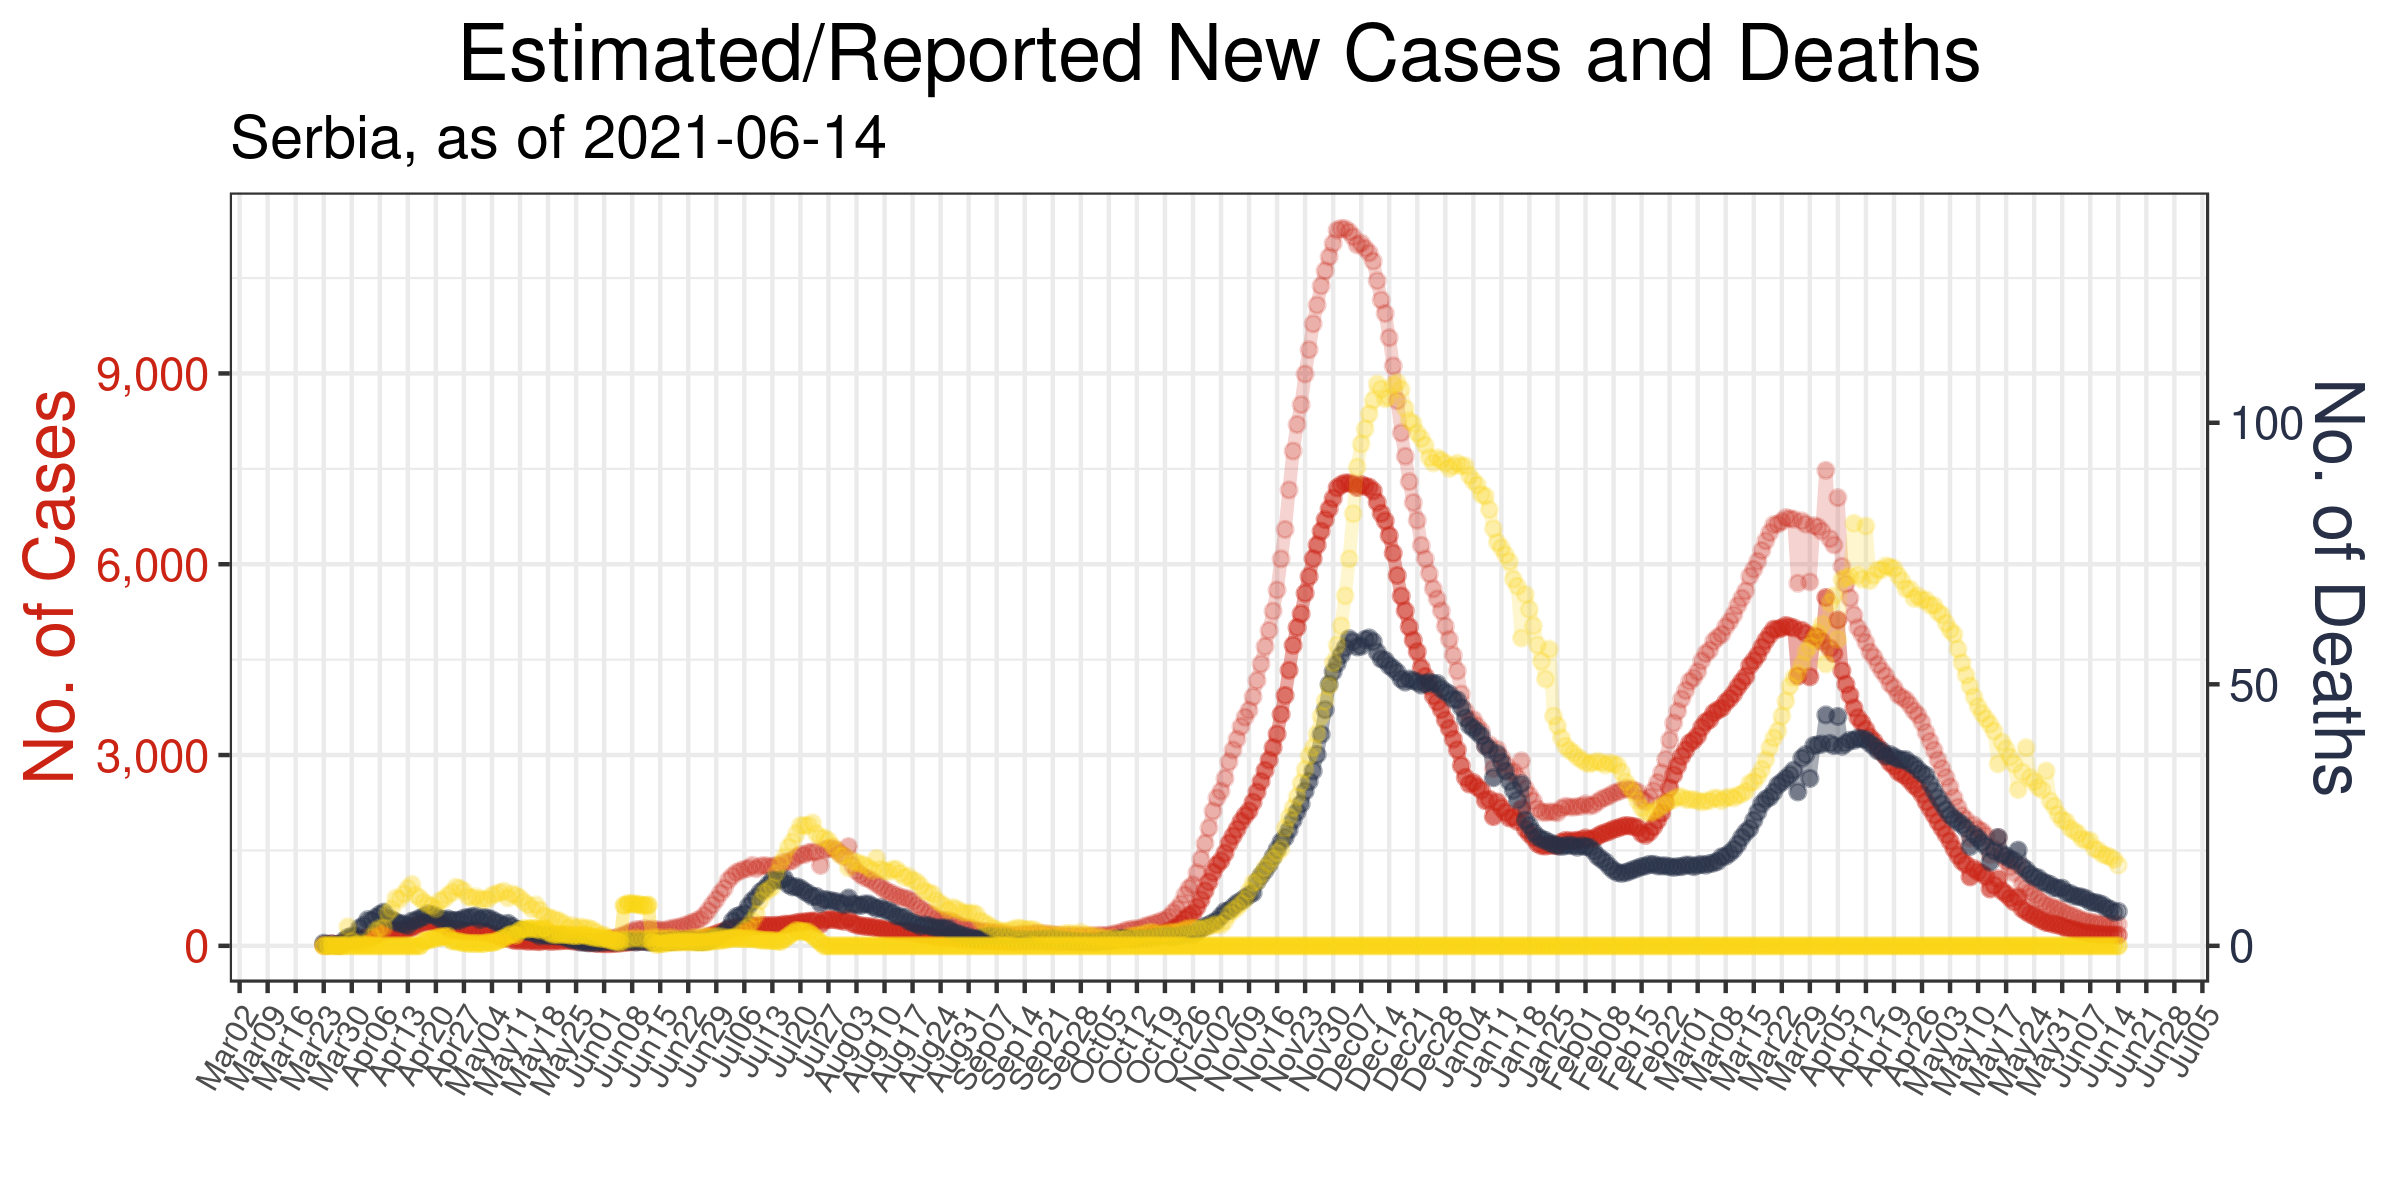 Estimated/Reported New Cases and Deaths
Serbia, as of 2021-06-14
No. of Cases
9,000
6,000
3,000
0
100
50
0
No. of Deaths
Mar02
Mar09
Mar16
Mar23
Mar30
Apr06
Apr13
Apr20
Apr27
May04
May11
May18
May25
Jun01
Jun08
Jun15
Jun22
Jun29
Jul06
Jul13
Jul20
Jul27
Aug03
Aug10
Aug17
Aug24
Aug31
Sep07
Sep14
Sep21
Sep28
Oct05
Oct12
Oct19
Oct26
Nov02
Nov09
Nov16
Nov23
Nov30
Dec07
Dec14
Dec21
Dec28
Jan04
Jan11
Jan18
Jan25
Feb01
Feb08
Feb15
Feb22
Mar01
Mar08
Mar15
Mar22
Mar29
Apr05
Apr12
Apr19
Apr26
May03
May10
May17
May24
May31
Jun07
Jun14
Jun21
Jun28
Jul05